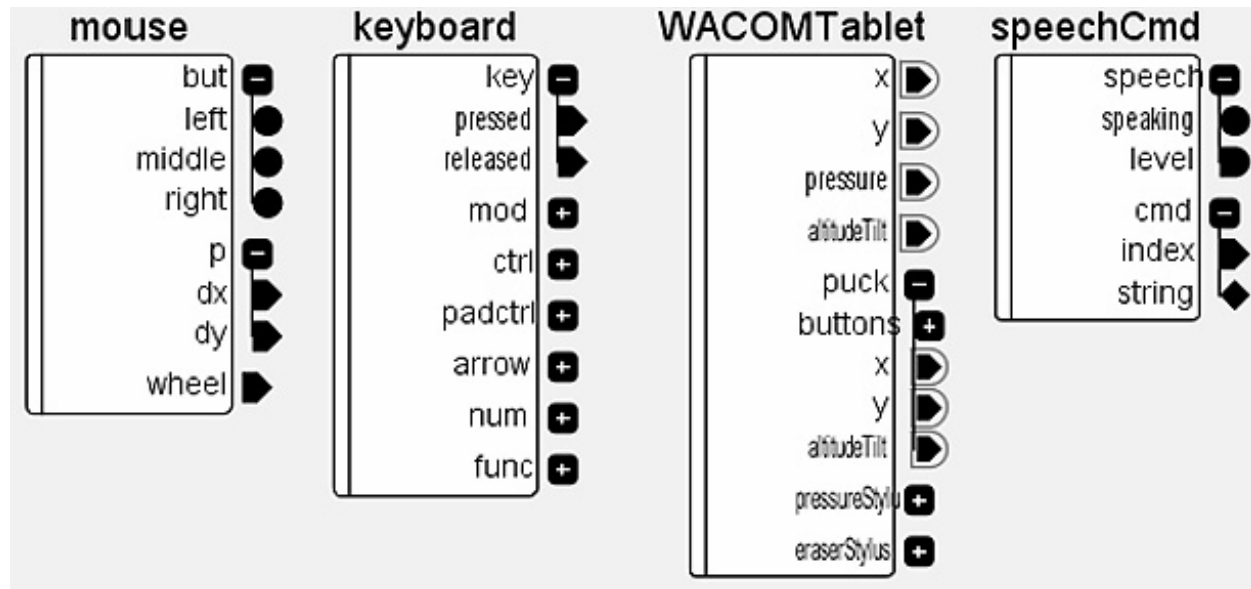 mouse
but
left
middle
right
p
dx
dy
wheel
keyboard
key
pressed
released
mod
ctrl
padctrl
arrow
num
func
WACOMTablet
x
y
pressure
altitudeTilt
puck
buttons
x
y
altitudeTilt
pressureStylu
eraserStylus
speechCmd
speech
speaking
level
cmd
index
string